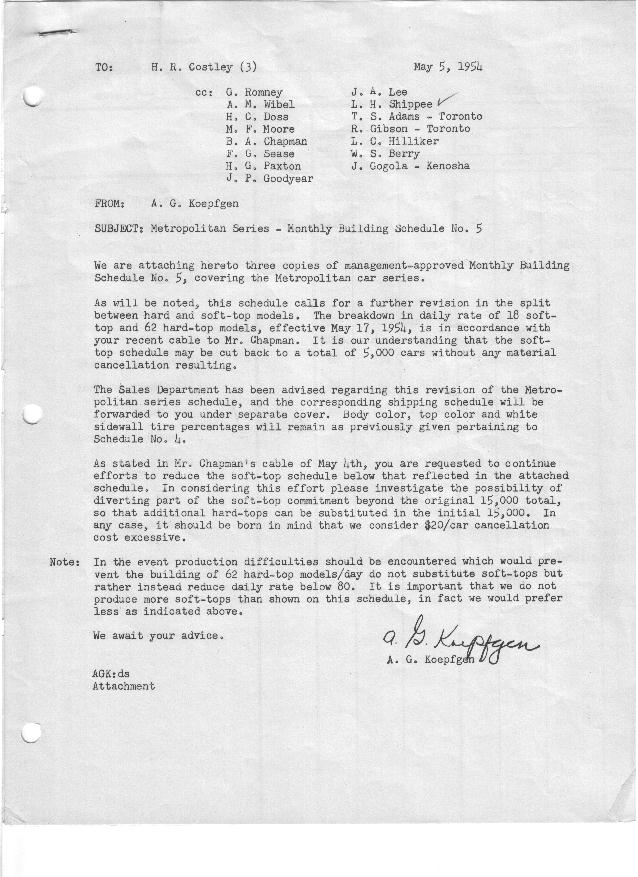 TO: H. R. Costley (3) May 5, 1954
cc: G. Romney J. A. Lee
A. M. Wibel L. H. Shippee ✓
H. C. Doss T. S. Adams - Toronto
M. F. Moore R. Gibson - Toronto
B. A. Chapman L. C. Hilliker
F. G. Sease W. S. Berry
H. G. Paxton J. Gogola - Kenosha
J. P. Goodyear
FROM: A. G. Koepfgen
SUBJECT: Metropolitan Series - Monthly Building Schedule No. 5
We are attaching hereto three copies of management-approved Monthly Building
Schedule No. 5, covering the Metropolitan car series.
As will be noted, this schedule calls for a further revision in the split
between hard and soft-top models. The breakdown in daily rate of 18 soft-
top and 62 hard-top models, effective May 17, 1954, is in accordance with
your recent cable to Mr. Chapman. It is our understanding that the soft-
top schedule may be cut back to a total of 5,000 cars without any material
cancellation resulting.
The Sales Department has been advised regarding this revision of the Metro-
politan series schedule, and the corresponding shipping schedule will be
forwarded to you under separate cover. Body color, top color and white
sidewall tire percentages will remain as previously given pertaining to
Schedule No. 4.
As stated in Mr. Chapman's cable of May 4th, you are requested to continue
efforts to reduce the soft-top schedule below that reflected in the attached
schedule. In considering this effort please investigate the possibility of
diverting part of the soft-top commitment beyond the original 15,000 total,
so that additional hard-tops can be substituted in the initial 15,000. In
any case, it should be born in mind that we consider $20/car cancellation
cost excessive.
Note: In the event production difficulties should be encountered which would pre-
vent the building of 62 hard-top models/day do not substitute soft-tops but
rather instead reduce daily rate below 80. It is important that we do not
produce more soft-tops than shown on this schedule, in fact we would prefer
less as indicated above.
We await your advice.
A. G. Koepfgen
A. G. Koepfgen
AGK:ds
Attachment